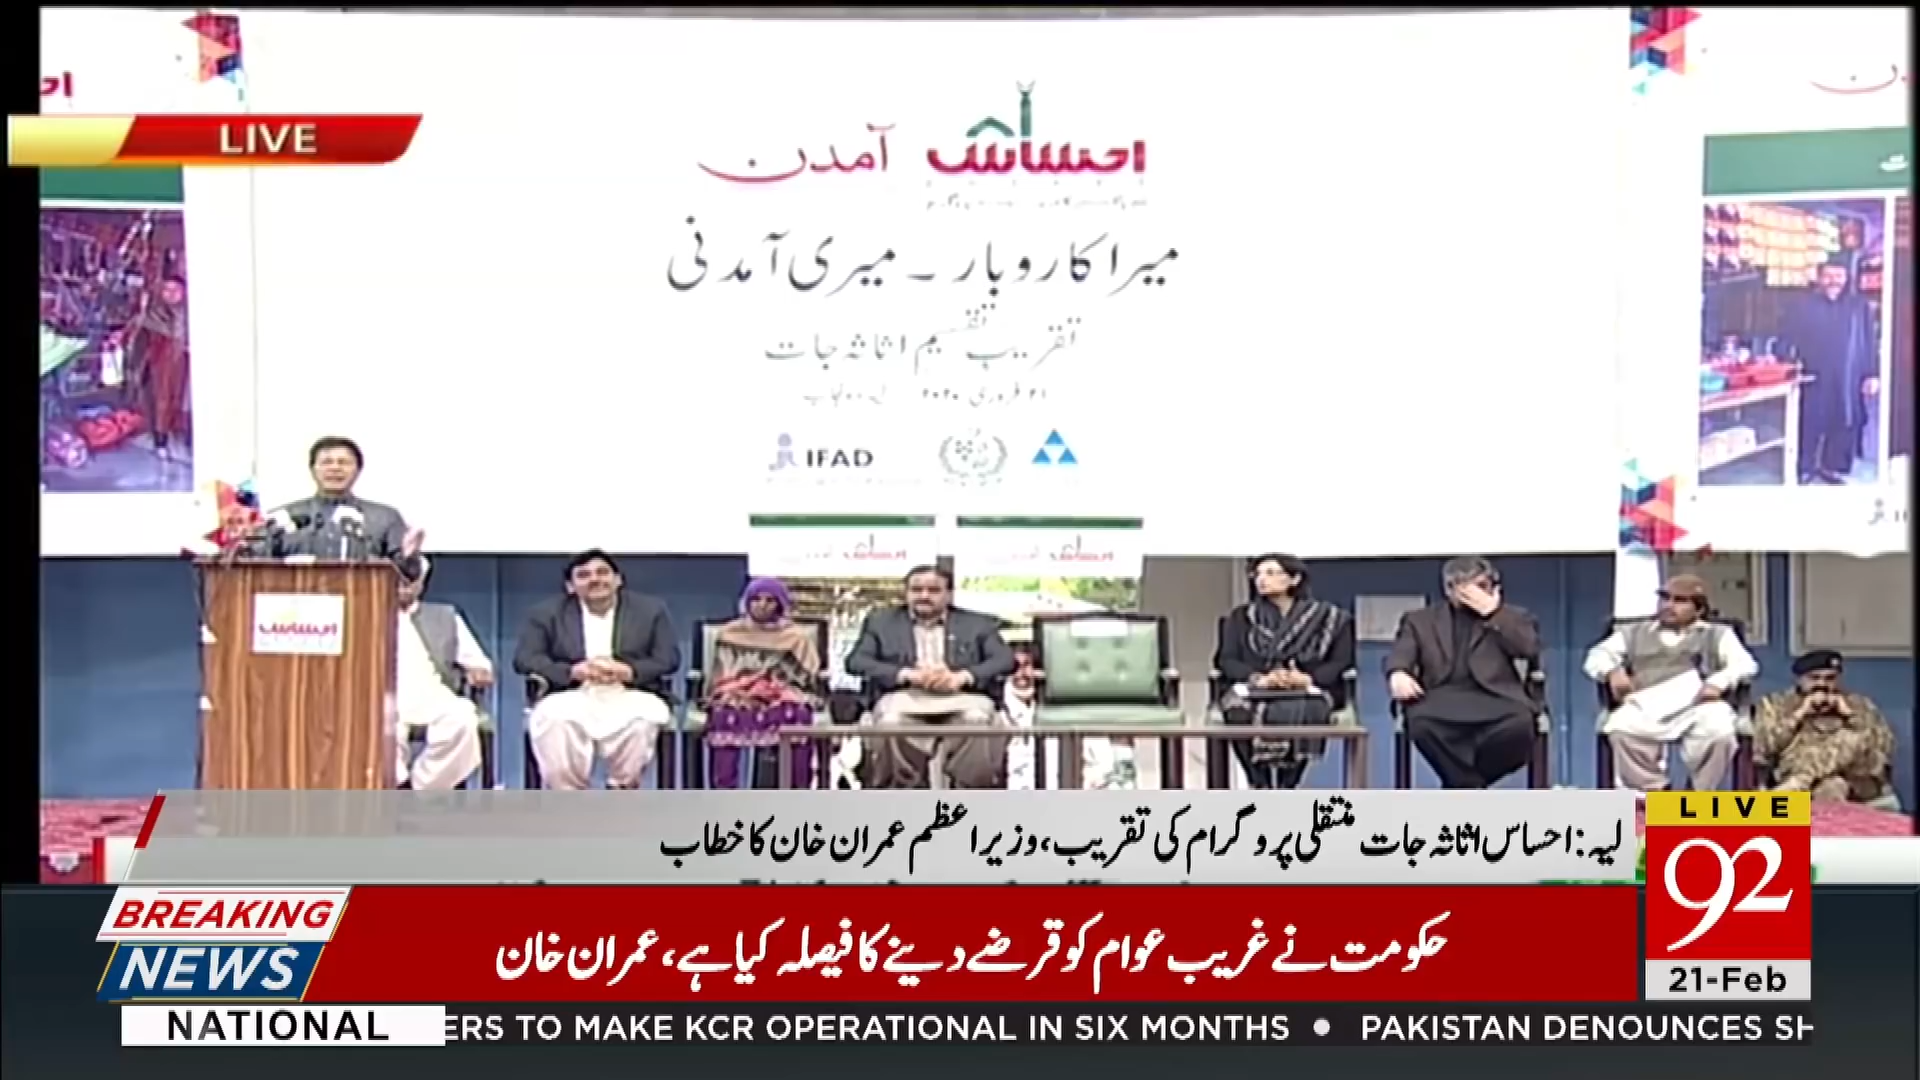 LIVE
احساس آمدن
میرا کاروبار ۔ میری آمدنی
تقریب تقسیم اثاثہ جات
۲۱ فروری ۲۰۲۰
IFAD
احساس
لیہ: احساس اثاثہ جات منتقلی پروگرام کی تقریب، وزیراعظم عمران خان کا خطاب
LIVE
92
21-Feb
BREAKING
NEWS
حکومت نے غریب عوام کو قرضے دینے کا فیصلہ کیا ہے، عمران خان
NATIONAL
ERS TO MAKE KCR OPERATIONAL IN SIX MONTHS • PAKISTAN DENOUNCES SH